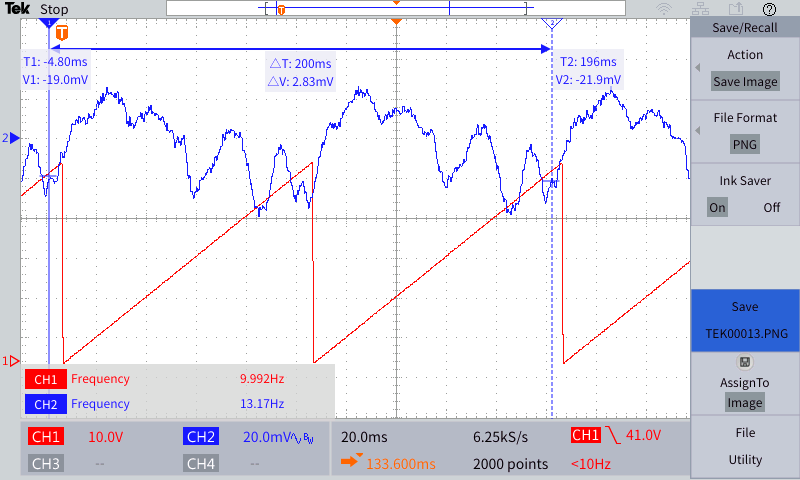 Tek Stop
T
?
Save/Recall
1
2
T
T1: -4.80ms
V1: -19.0mV
△T: 200ms
△V: 2.83mV
T2: 196ms
V2: -21.9mV
Action
Save Image
File Format
PNG
Ink Saver
On Off
2
1
Save
TEK00013.PNG
AssignTo
Image
File
Utility
CH1 Frequency 9.992Hz
CH2 Frequency 13.17Hz
CH1 10.0V CH2 20.0mV BW 20.0ms 6.25kS/s CH1 41.0V
CH3 -- CH4 -- 133.600ms 2000 points <10Hz